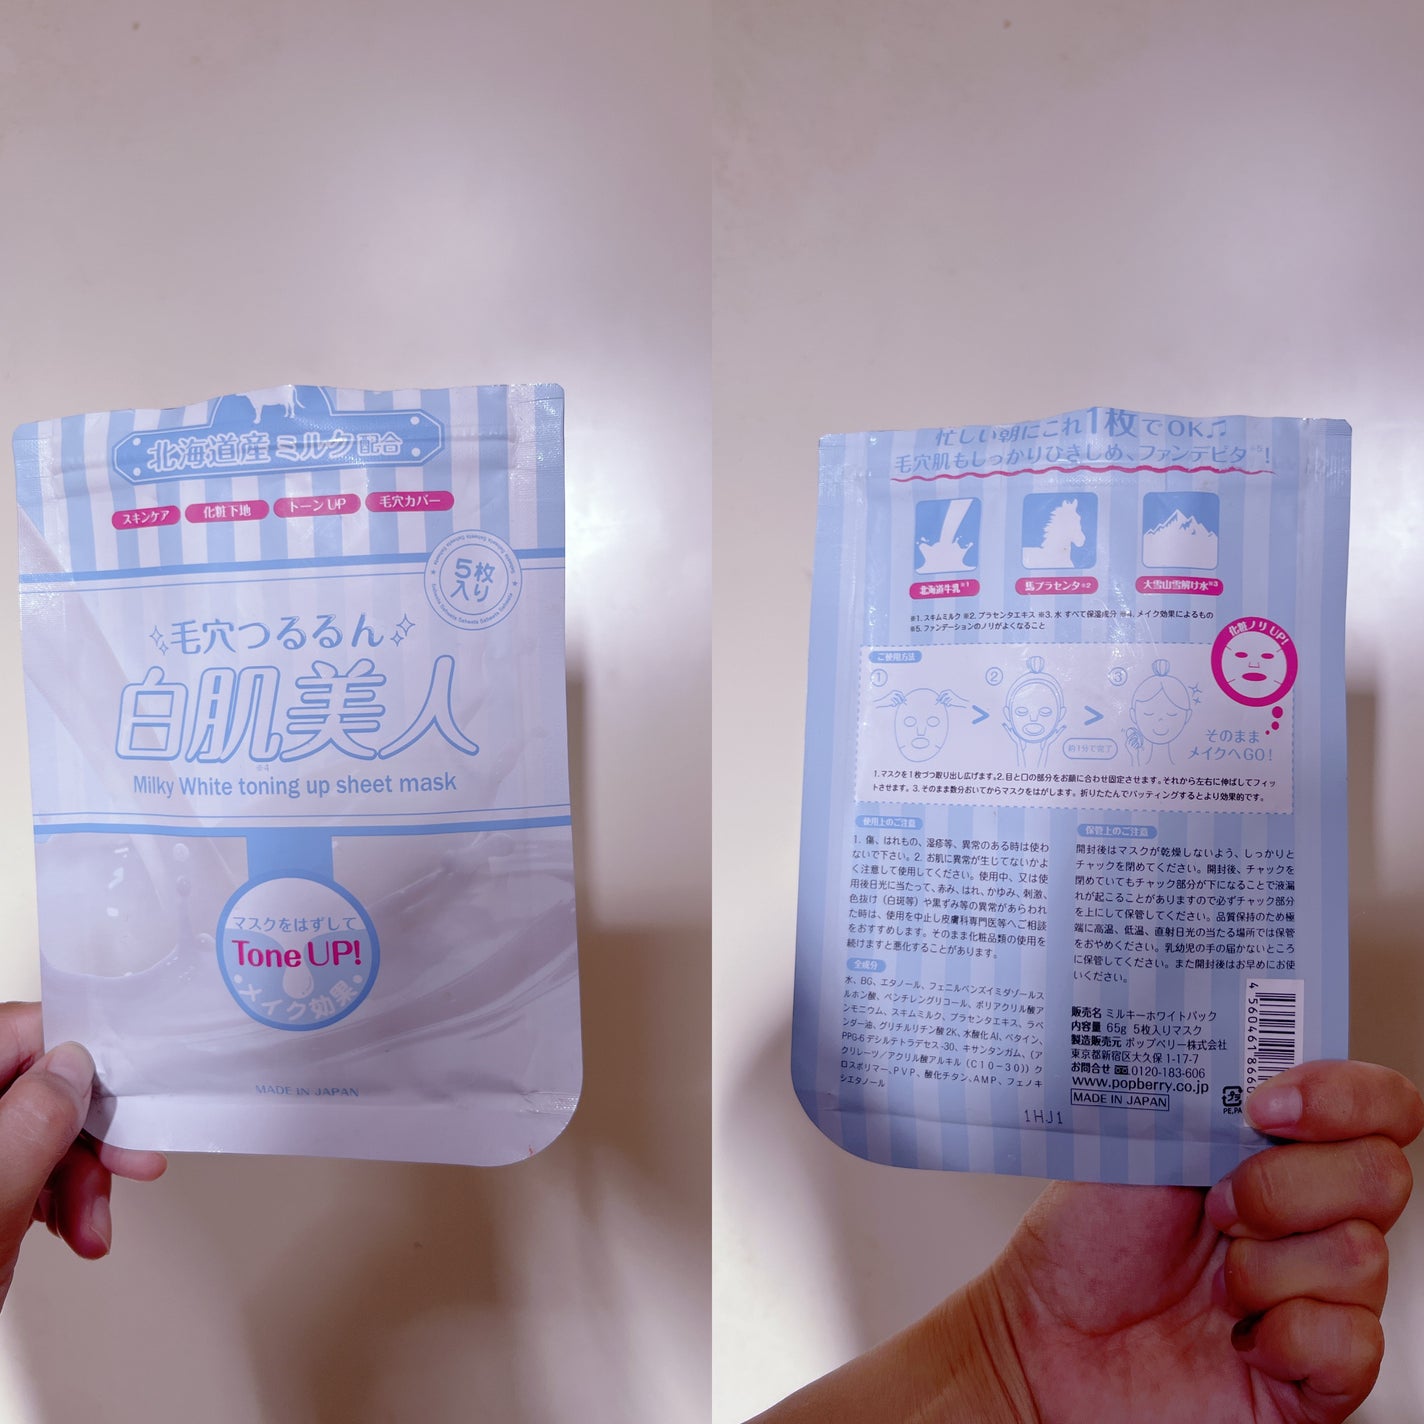 北海道産ミルク配合
スキンケア 化粧下地 トーンUP 毛穴カバー
5枚
入り
毛穴つるるん
白肌美人
※4
Milky White toning up sheet mask
マスクをはずして
Tone UP!
メイク効果
MADE IN JAPAN
忙しい朝にこれ1枚でOK♫
毛穴肌もしっかりひきしめ、ファンデピタ※5!
北海道牛乳※1 馬プラセンタ※2 大雪山雪解け水※3
※1. スキムミルク ※2. プラセンタエキス ※3. 水 すべて保湿成分 ※4. メイク効果によるもの
※5. ファンデーションのノリがよくなること
化粧ノリUP!
ご使用方法
① ② ③
約1分で完了
そのまま
メイクへGO!
1.マスクを1枚づつ取り出し広げます。2.目と口の部分をお顔に合わせ固定させます。それから左右に伸ばしてフィッ
トさせます。3.そのまま数分おいてからマスクをはがします。折りたたんでパッティングするとより効果的です。
使用上のご注意
1. 傷、はれもの、湿疹等、異常のある時は使わ
ないで下さい。2. お肌に異常が生じてないかよ
く注意して使用してください。使用中、又は使
用後日光に当たって、赤み、はれ、かゆみ、刺激、
色抜け(白斑等)や黒ずみ等の異常があらわれ
た時は、使用を中止し皮膚科専門医等へご相談
をおすすめします。そのまま化粧品類の使用を
続けますと悪化することがあります。
全成分
水、BG、エタノール、フェニルベンズイミダゾールス
ルホン酸、ペンチレングリコール、ポリアクリル酸ア
ンモニウム、スキムミルク、プラセンタエキス、ラベ
ンダー油、グリチルリチン酸2K、水酸化Al、ベタイン、
PPG-6デシルテトラデセス-30、キサンタンガム、(ア
クリレーツ/アクリル酸アルキル(C10-30))ク
ロスポリマー、PVP、酸化チタン、AMP、フェノキ
シエタノール
保管上のご注意
開封後はマスクが乾燥しないよう、しっかりと
チャックを閉めてください。開封後、チャックを
閉めていてもチャック部分が下になることで液漏
れが起こることがありますので必ずチャック部分
を上にして保管してください。品質保持のため極
端に高温、低温、直射日光の当たる場所では保管
をおやめください。乳幼児の手の届かないところ
に保管してください。また開封後はお早めにお使
いください。
販売名 ミルキーホワイトパック
内容量 65g 5枚入りマスク
製造販売元 ポップベリー株式会社
東京都新宿区大久保1-17-7
お問合せ 0120-183-606
www.popberry.co.jp
MADE IN JAPAN
4560461866
プラ
PE,PA
1HJ1